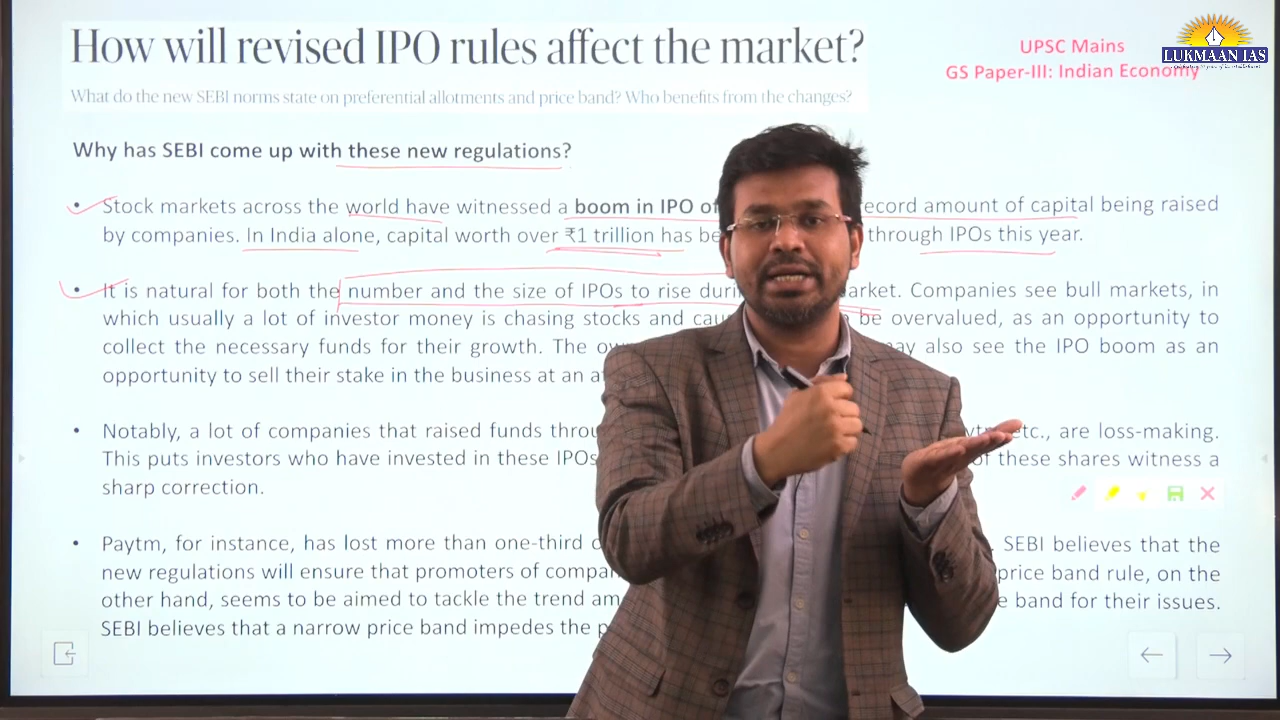 How will revised IPO rules affect the market?
What do the new SEBI norms state on preferential allotments and price band? Who benefits from the changes?
UPSC Mains
GS Paper-III: Indian Economy
LUKMAAN IAS
Why has SEBI come up with these new regulations?
• Stock markets across the world have witnessed a boom in IPO of ecord amount of capital being raised
by companies. In India alone, capital worth over ₹1 trillion has be through IPOs this year.
• It is natural for both the number and the size of IPOs to rise duri arket. Companies see bull markets, in
which usually a lot of investor money is chasing stocks and cau be overvalued, as an opportunity to
collect the necessary funds for their growth. The ow ay also see the IPO boom as an
opportunity to sell their stake in the business at an a
• Notably, a lot of companies that raised funds throu ytm etc., are loss-making.
This puts investors who have invested in these IPOs of these shares witness a
sharp correction.
• Paytm, for instance, has lost more than one-third o SEBI believes that the
new regulations will ensure that promoters of compan price band rule, on the
other hand, seems to be aimed to tackle the trend am e band for their issues.
SEBI believes that a narrow price band impedes the p